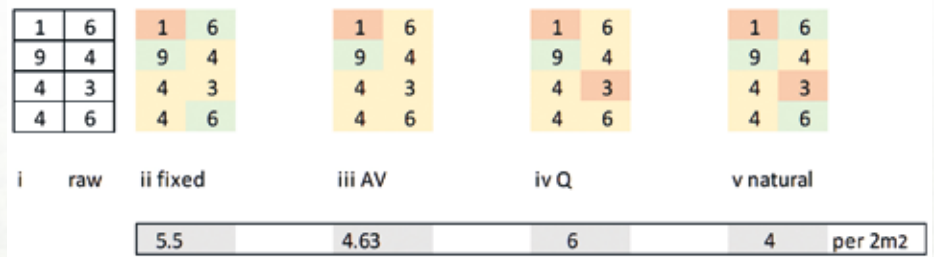 1 6 1 6 1 6 1 6 1 6
9 4 9 4 9 4 9 4 9 4
4 3 4 3 4 3 4 3 4 3
4 6 4 6 4 6 4 6 4 6
i raw ii fixed iii AV iv Q v natural
5.5 4.63 6 4 per 2m2